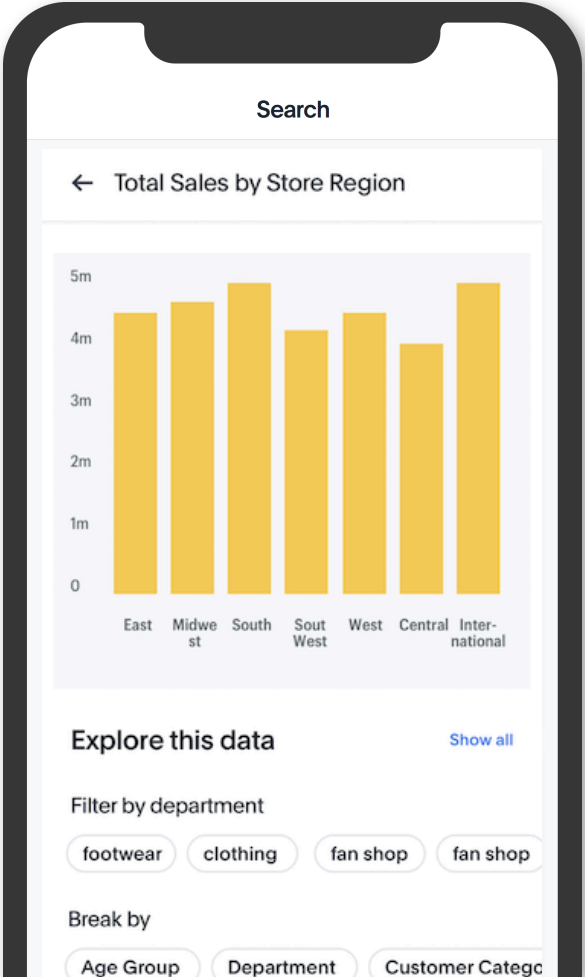 Search
← Total Sales by Store Region
5m
4m
3m
2m
1m
0
East Midwe South Sout West Central Inter-
st West national
Explore this data Show all
Filter by department
footwear clothing fan shop fan shop
Break by
Age Group Department Customer Catego